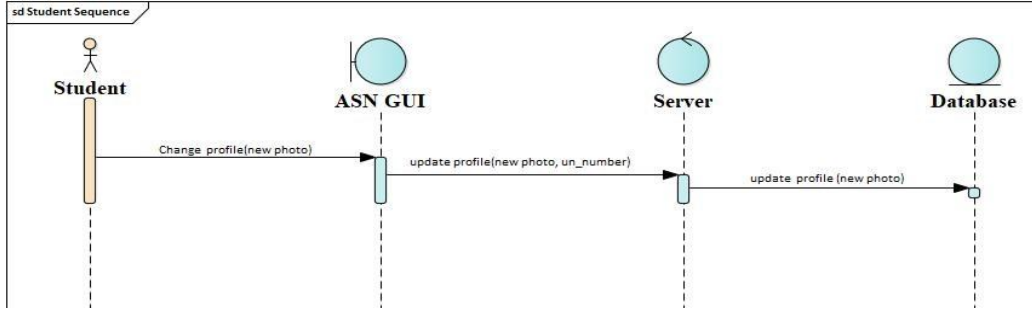 sd Student Sequence
Student
ASN GUI
Server
Database
Change profile(new photo)
update profile(new photo, un_number)
update profile (new photo)